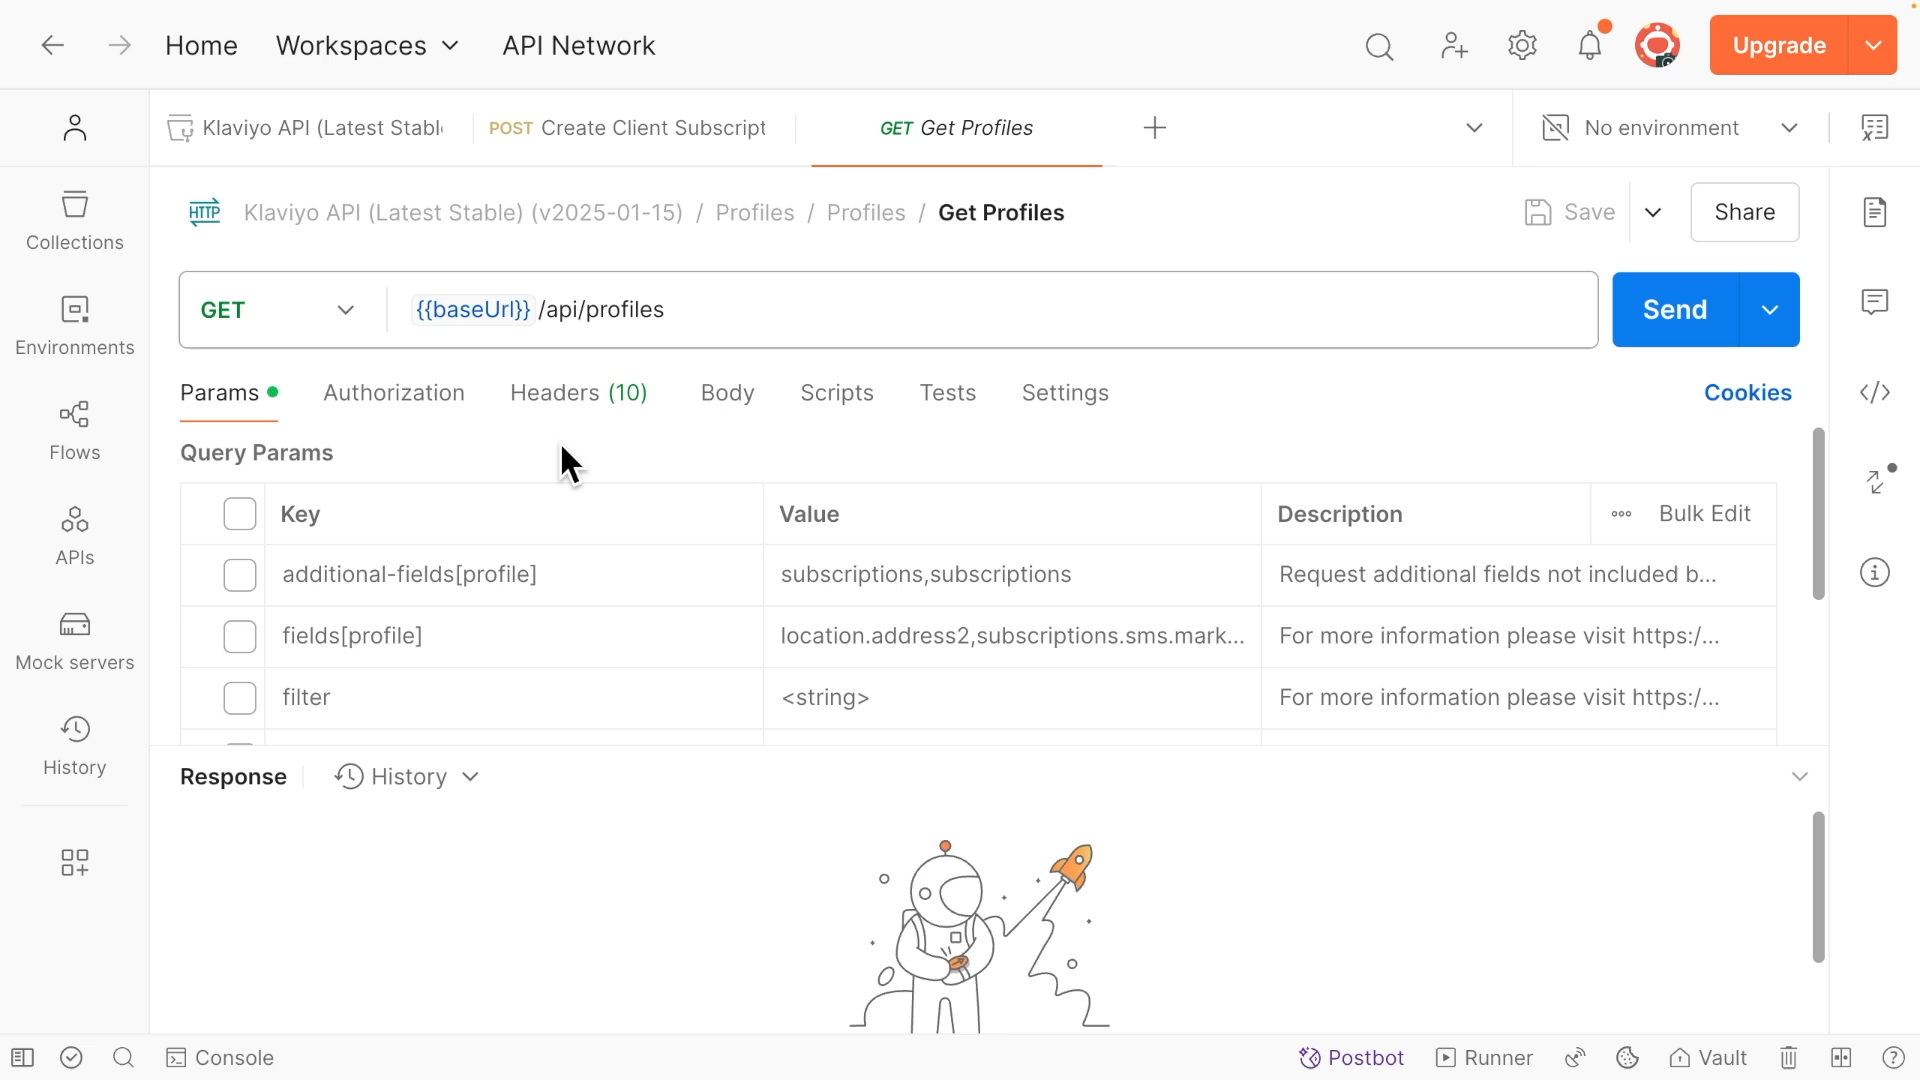 Home Workspaces API Network Upgrade
Klaviyo API (Latest Stabl POST Create Client Subscript GET Get Profiles No environment
HTTP Klaviyo API (Latest Stable) (v2025-01-15) / Profiles / Profiles / Get Profiles Save Share
Collections
GET {{baseUrl}} /api/profiles Send
Environments
Params Authorization Headers (10) Body Scripts Tests Settings Cookies
Flows
Query Params
Key Value Description Bulk Edit
APIs
additional-fields[profile] subscriptions,subscriptions Request additional fields not included b...
fields[profile] location.address2,subscriptions.sms.mark... For more information please visit https:/...
Mock servers
filter <string> For more information please visit https:/...
History
Response History
Console Postbot Runner Vault